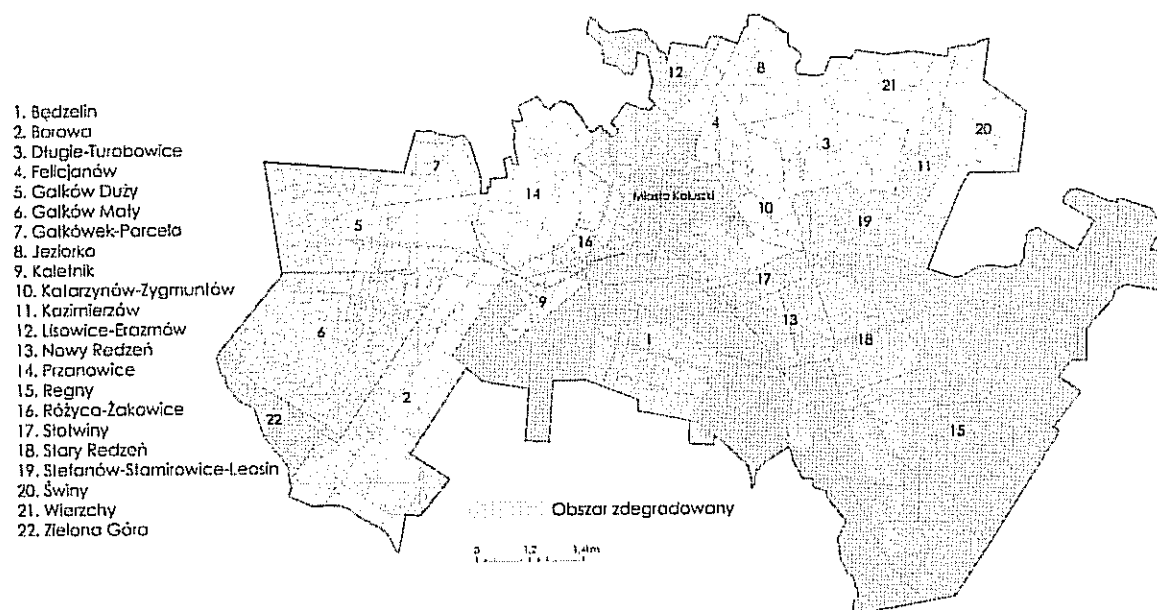 1. Będzelin
2. Borowa
3. Długie-Turobowice
4. Felicjanów
5. Gałków Duży
6. Gałków Mały
7. Gałkówek-Parcela
8. Jeziorko
9. Kaletnik
10. Katarzynów-Zygmuntów
11. Kazimierzów
12. Lisowice-Erazmów
13. Nowy Redzeń
14. Przanowice
15. Regny
16. Różyca-Żakowice
17. Słotwiny
18. Stary Redzeń
19. Stefanów-Stamirowice-Leosin
20. Świny
21. Wierzchy
22. Zielona Góra
12
8
21
4
20
3
7
11
14
Miasto Koluszki
10
5
19
16
17
9
6
13
1
18
2
22
15
Obszar zdegradowany